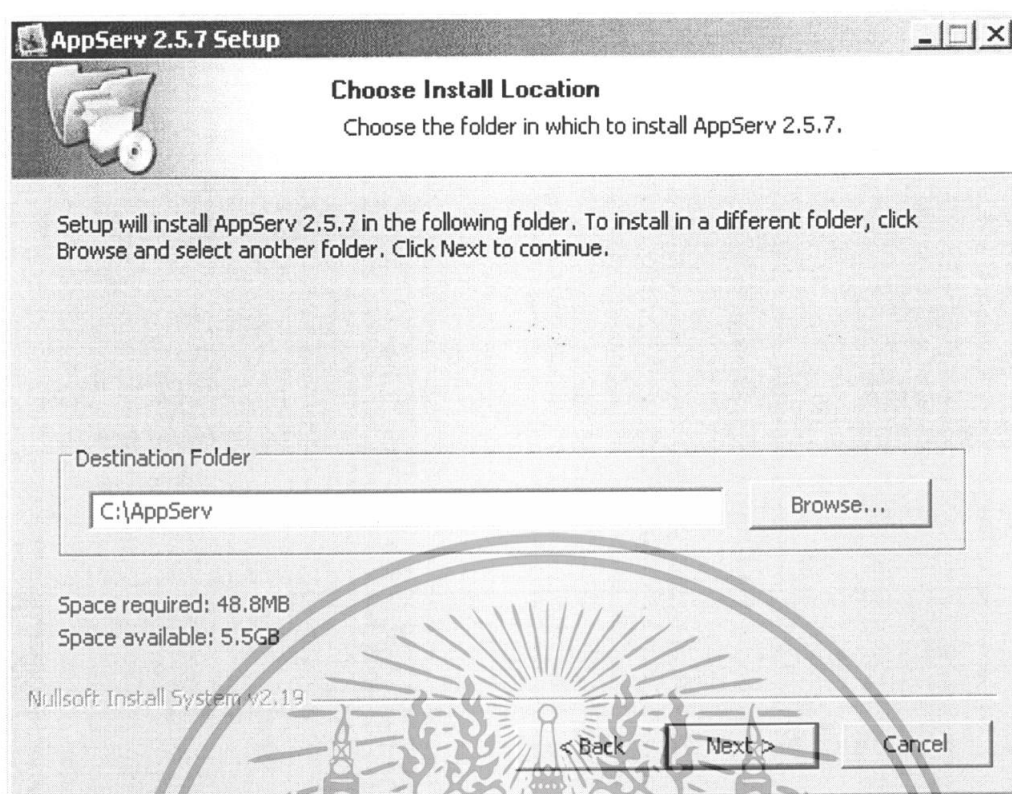 AppServ 2.5.7 Setup
Choose Install Location
Choose the folder in which to install AppServ 2.5.7.
Setup will install AppServ 2.5.7 in the following folder. To install in a different folder, click
Browse and select another folder. Click Next to continue.
Destination Folder
C:\AppServ
Browse...
Space required: 48.8MB
Space available: 5.5GB
Nullsoft Install System v2.19
< Back
Next >
Cancel